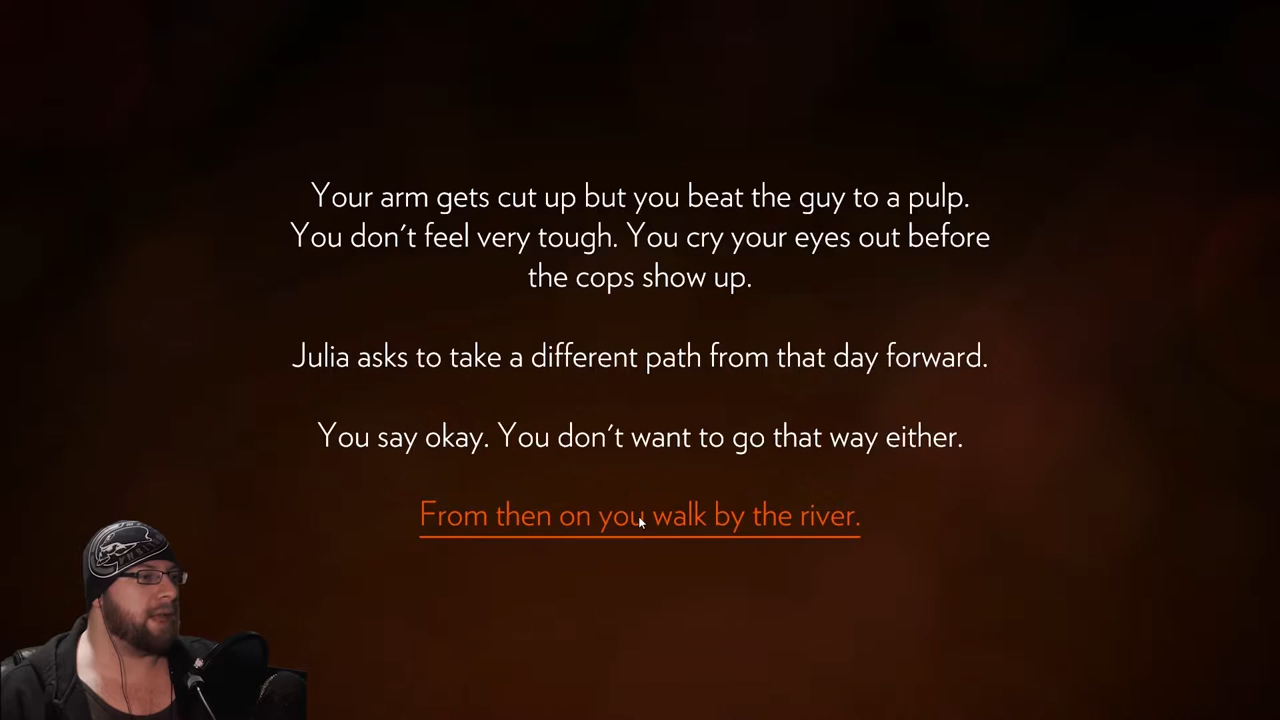 Your arm gets cut up but you beat the guy to a pulp.
You don't feel very tough. You cry your eyes out before
the cops show up.
Julia asks to take a different path from that day forward.
You say okay. You don't want to go that way either.
From then on you walk by the river.